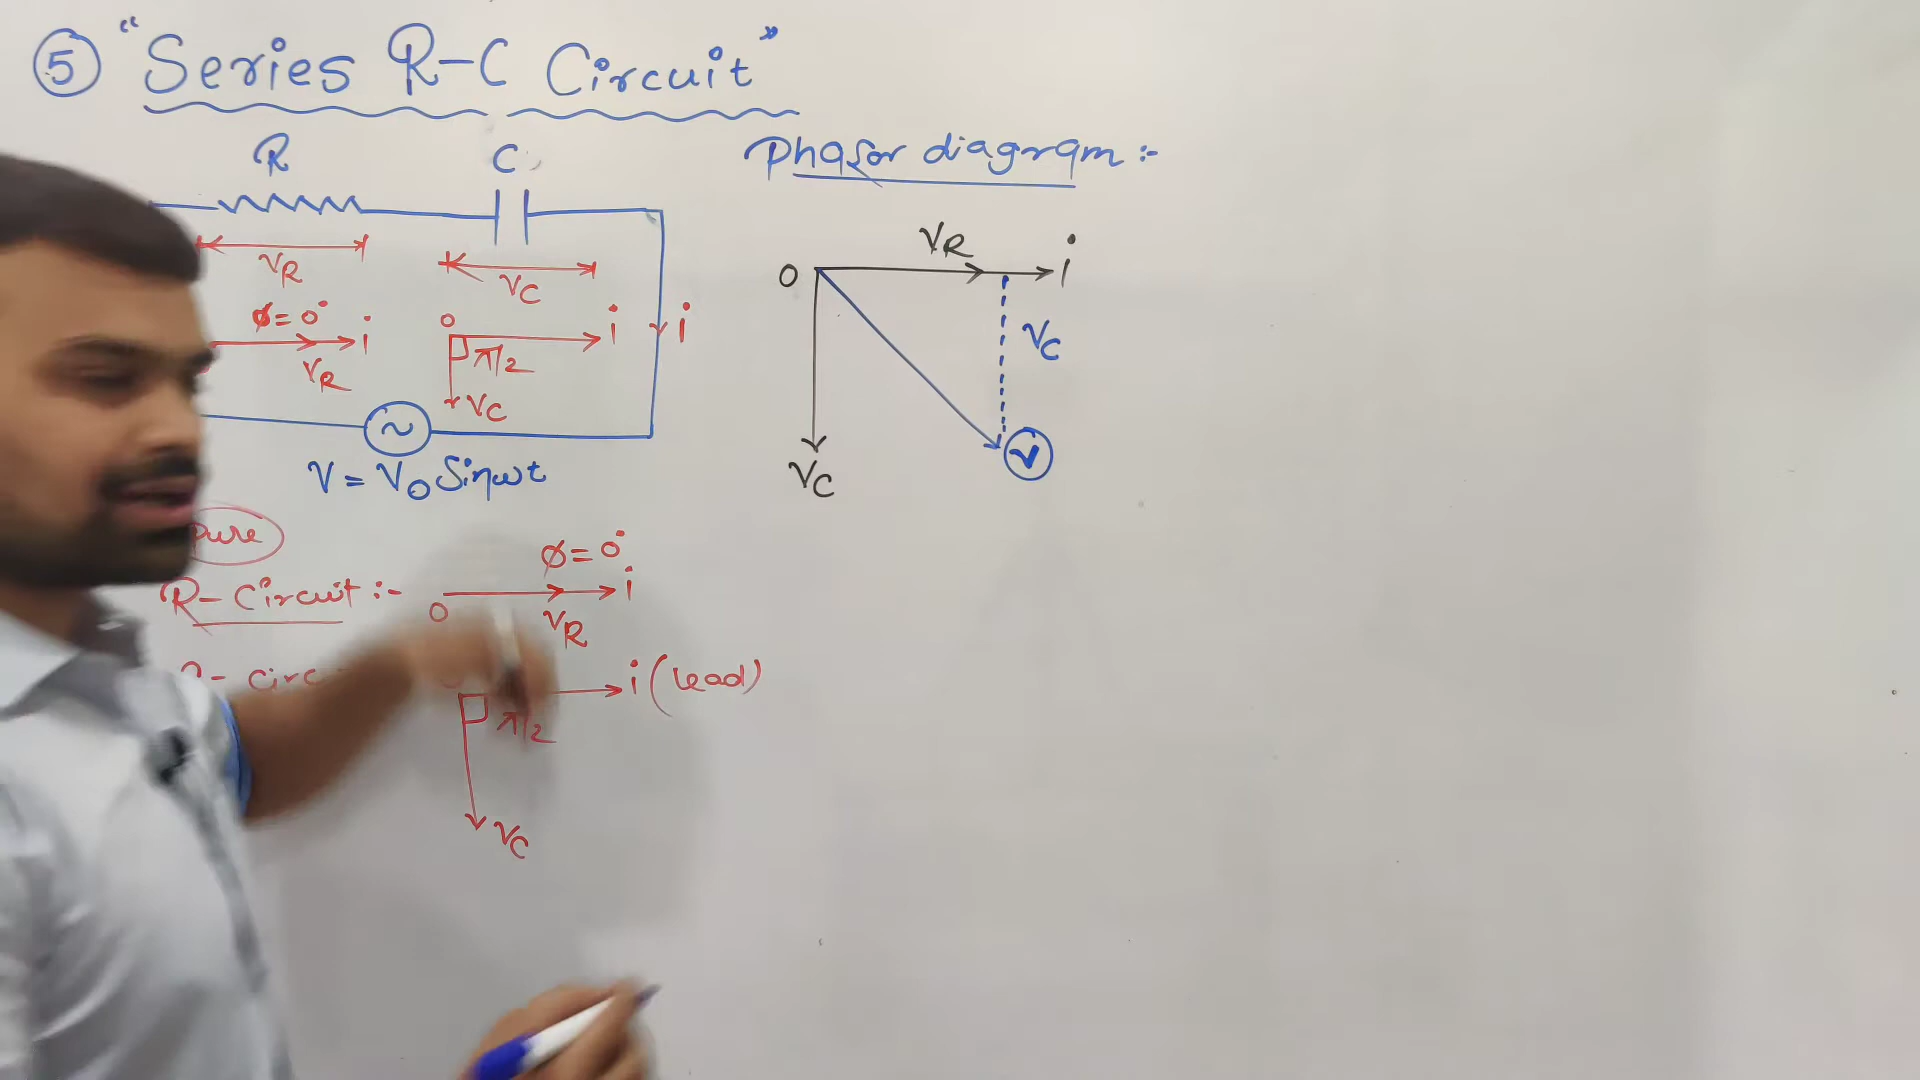 ⑤ "Series R-C Circuit"
R
C
VR
VC
φ=0°
i
VR
0
i
π/2
VC
i
~
V = V0 Sinωt
pure
R-Circuit :-
0
φ=0°
i
VR
i (Lead)
π/2
VC
Phasor diagram :-
0
VR
i
VC
VC
V